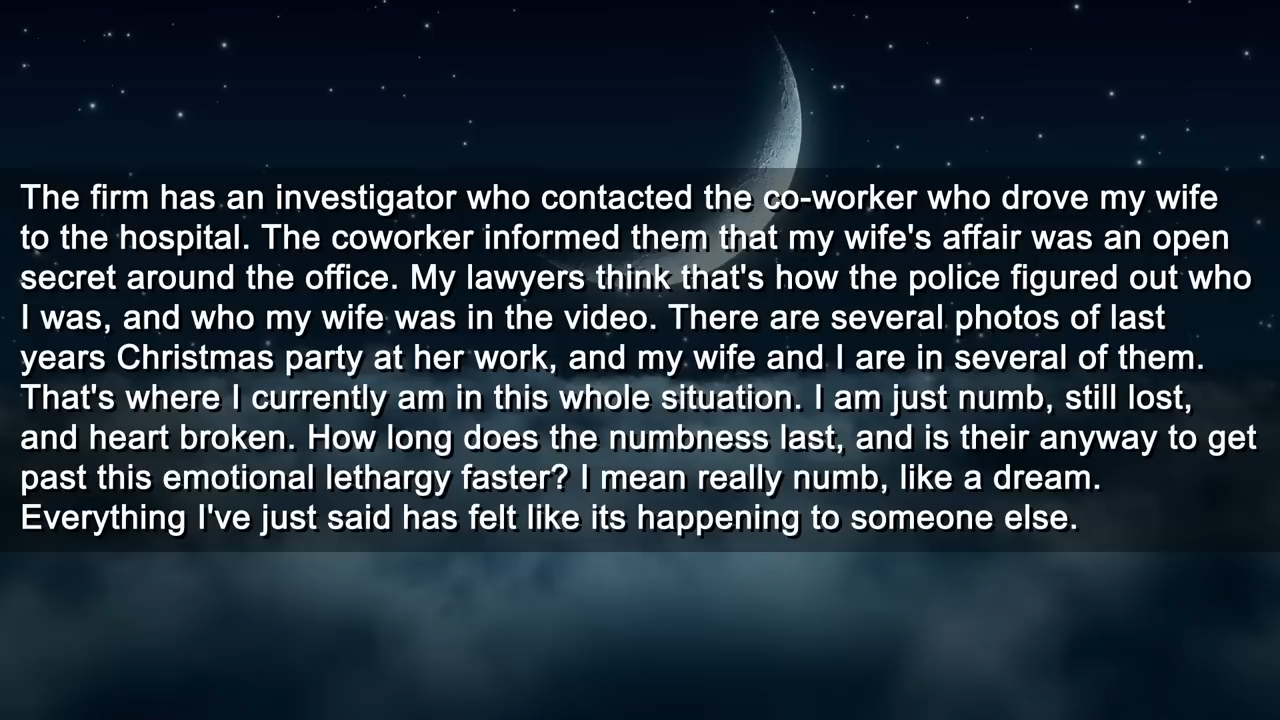 The firm has an investigator who contacted the co-worker who drove my wife
to the hospital. The coworker informed them that my wife's affair was an open
secret around the office. My lawyers think that's how the police figured out who
I was, and who my wife was in the video. There are several photos of last
years Christmas party at her work, and my wife and I are in several of them.
That's where I currently am in this whole situation. I am just numb, still lost,
and heart broken. How long does the numbness last, and is their anyway to get
past this emotional lethargy faster? I mean really numb, like a dream.
Everything I've just said has felt like its happening to someone else.